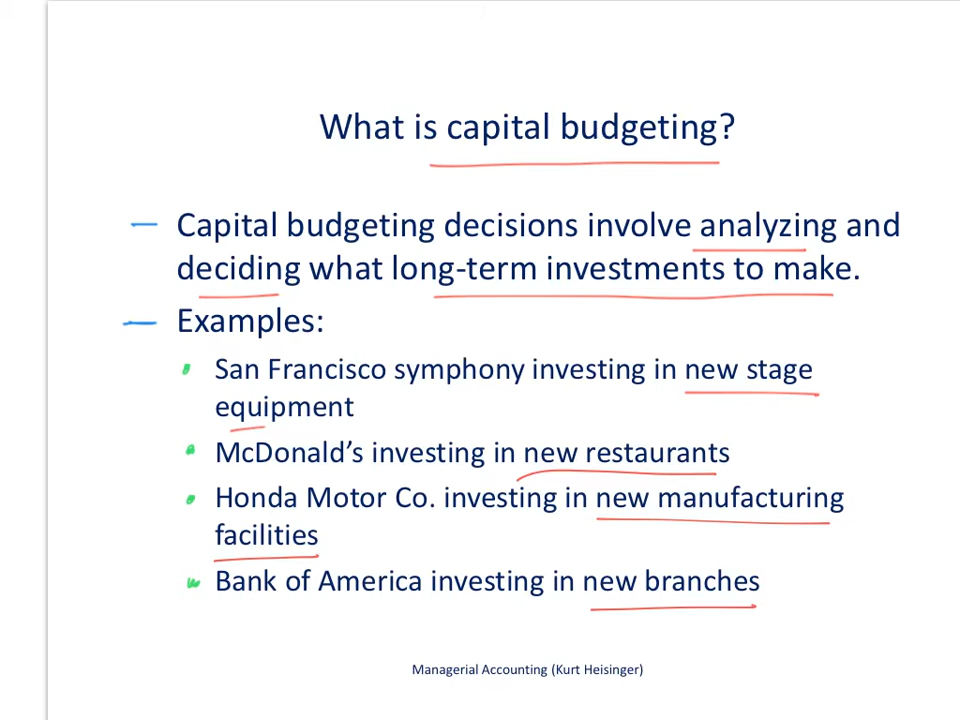 What is capital budgeting?
Capital budgeting decisions involve analyzing and
deciding what long-term investments to make.
Examples:
San Francisco symphony investing in new stage
equipment
McDonald’s investing in new restaurants
Honda Motor Co. investing in new manufacturing
facilities
Bank of America investing in new branches
Managerial Accounting (Kurt Heisinger)